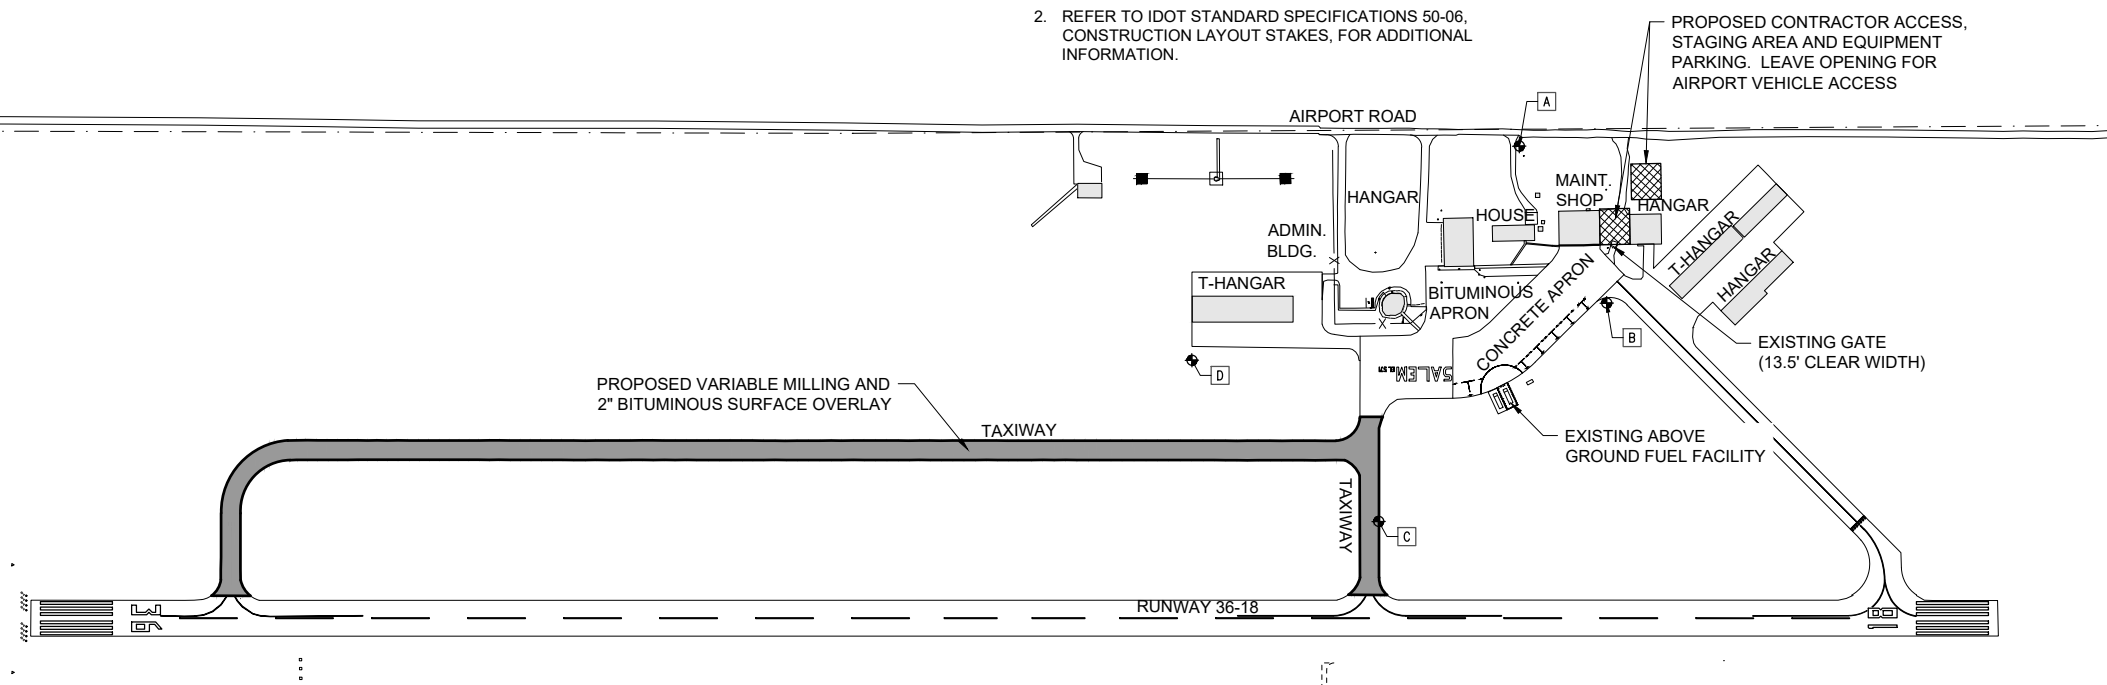 2. REFER TO IDOT STANDARD SPECIFICATIONS 50-06,
CONSTRUCTION LAYOUT STAKES, FOR ADDITIONAL
INFORMATION.
PROPOSED CONTRACTOR ACCESS,
STAGING AREA AND EQUIPMENT
PARKING. LEAVE OPENING FOR
AIRPORT VEHICLE ACCESS
A
AIRPORT ROAD
MAINT.
SHOP
HANGAR
HANGAR
HOUSE
ADMIN.
BLDG.
T-HANGAR
HANGAR
T-HANGAR
BITUMINOUS
APRON
CONCRETE APRON
B
EXISTING GATE
(13.5' CLEAR WIDTH)
D
SALEM
PROPOSED VARIABLE MILLING AND
2" BITUMINOUS SURFACE OVERLAY
TAXIWAY
EXISTING ABOVE
GROUND FUEL FACILITY
TAXIWAY
C
RUNWAY 36-18
36
18